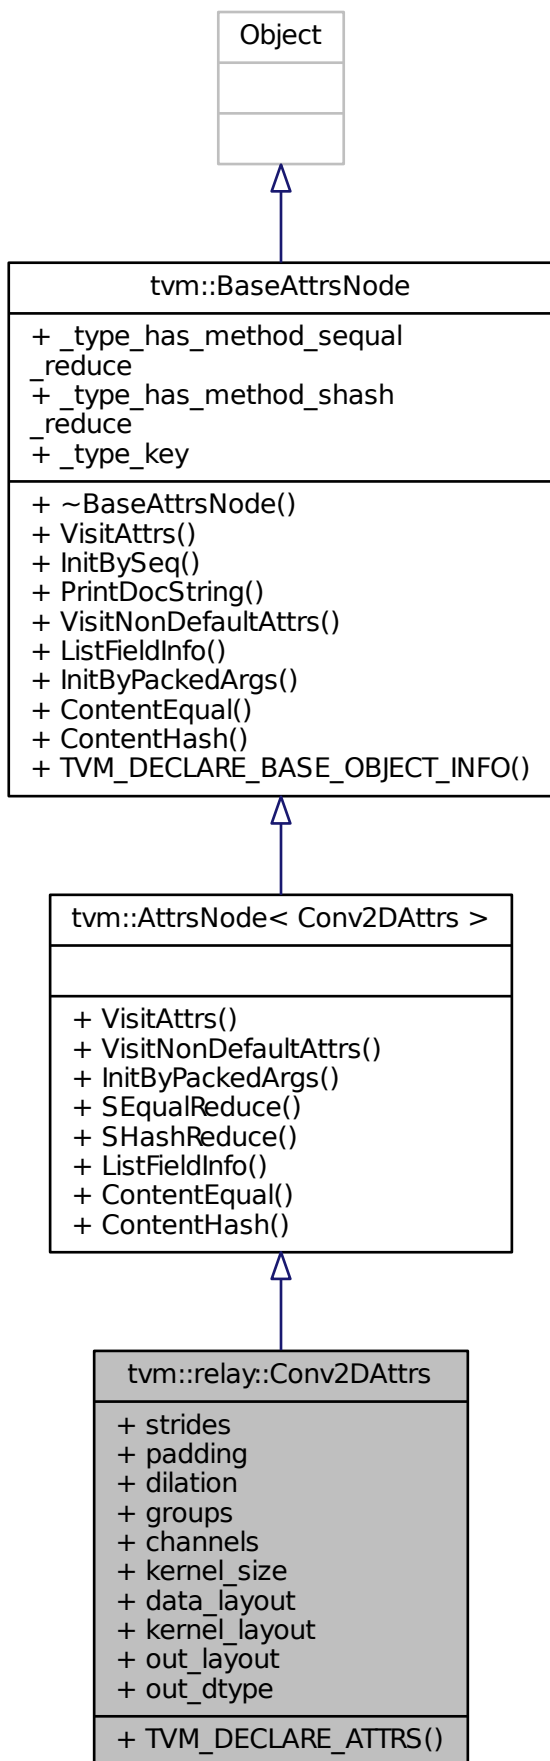 Object
tvm::BaseAttrsNode
+ _type_has_method_sequal
_reduce
+ _type_has_method_shash
_reduce
+ _type_key
+ ~BaseAttrsNode()
+ VisitAttrs()
+ InitBySeq()
+ PrintDocString()
+ VisitNonDefaultAttrs()
+ ListFieldInfo()
+ InitByPackedArgs()
+ ContentEqual()
+ ContentHash()
+ TVM_DECLARE_BASE_OBJECT_INFO()
tvm::AttrsNode< Conv2DAttrs >
+ VisitAttrs()
+ VisitNonDefaultAttrs()
+ InitByPackedArgs()
+ SEqualReduce()
+ SHashReduce()
+ ListFieldInfo()
+ ContentEqual()
+ ContentHash()
tvm::relay::Conv2DAttrs
+ strides
+ padding
+ dilation
+ groups
+ channels
+ kernel_size
+ data_layout
+ kernel_layout
+ out_layout
+ out_dtype
+ TVM_DECLARE_ATTRS()